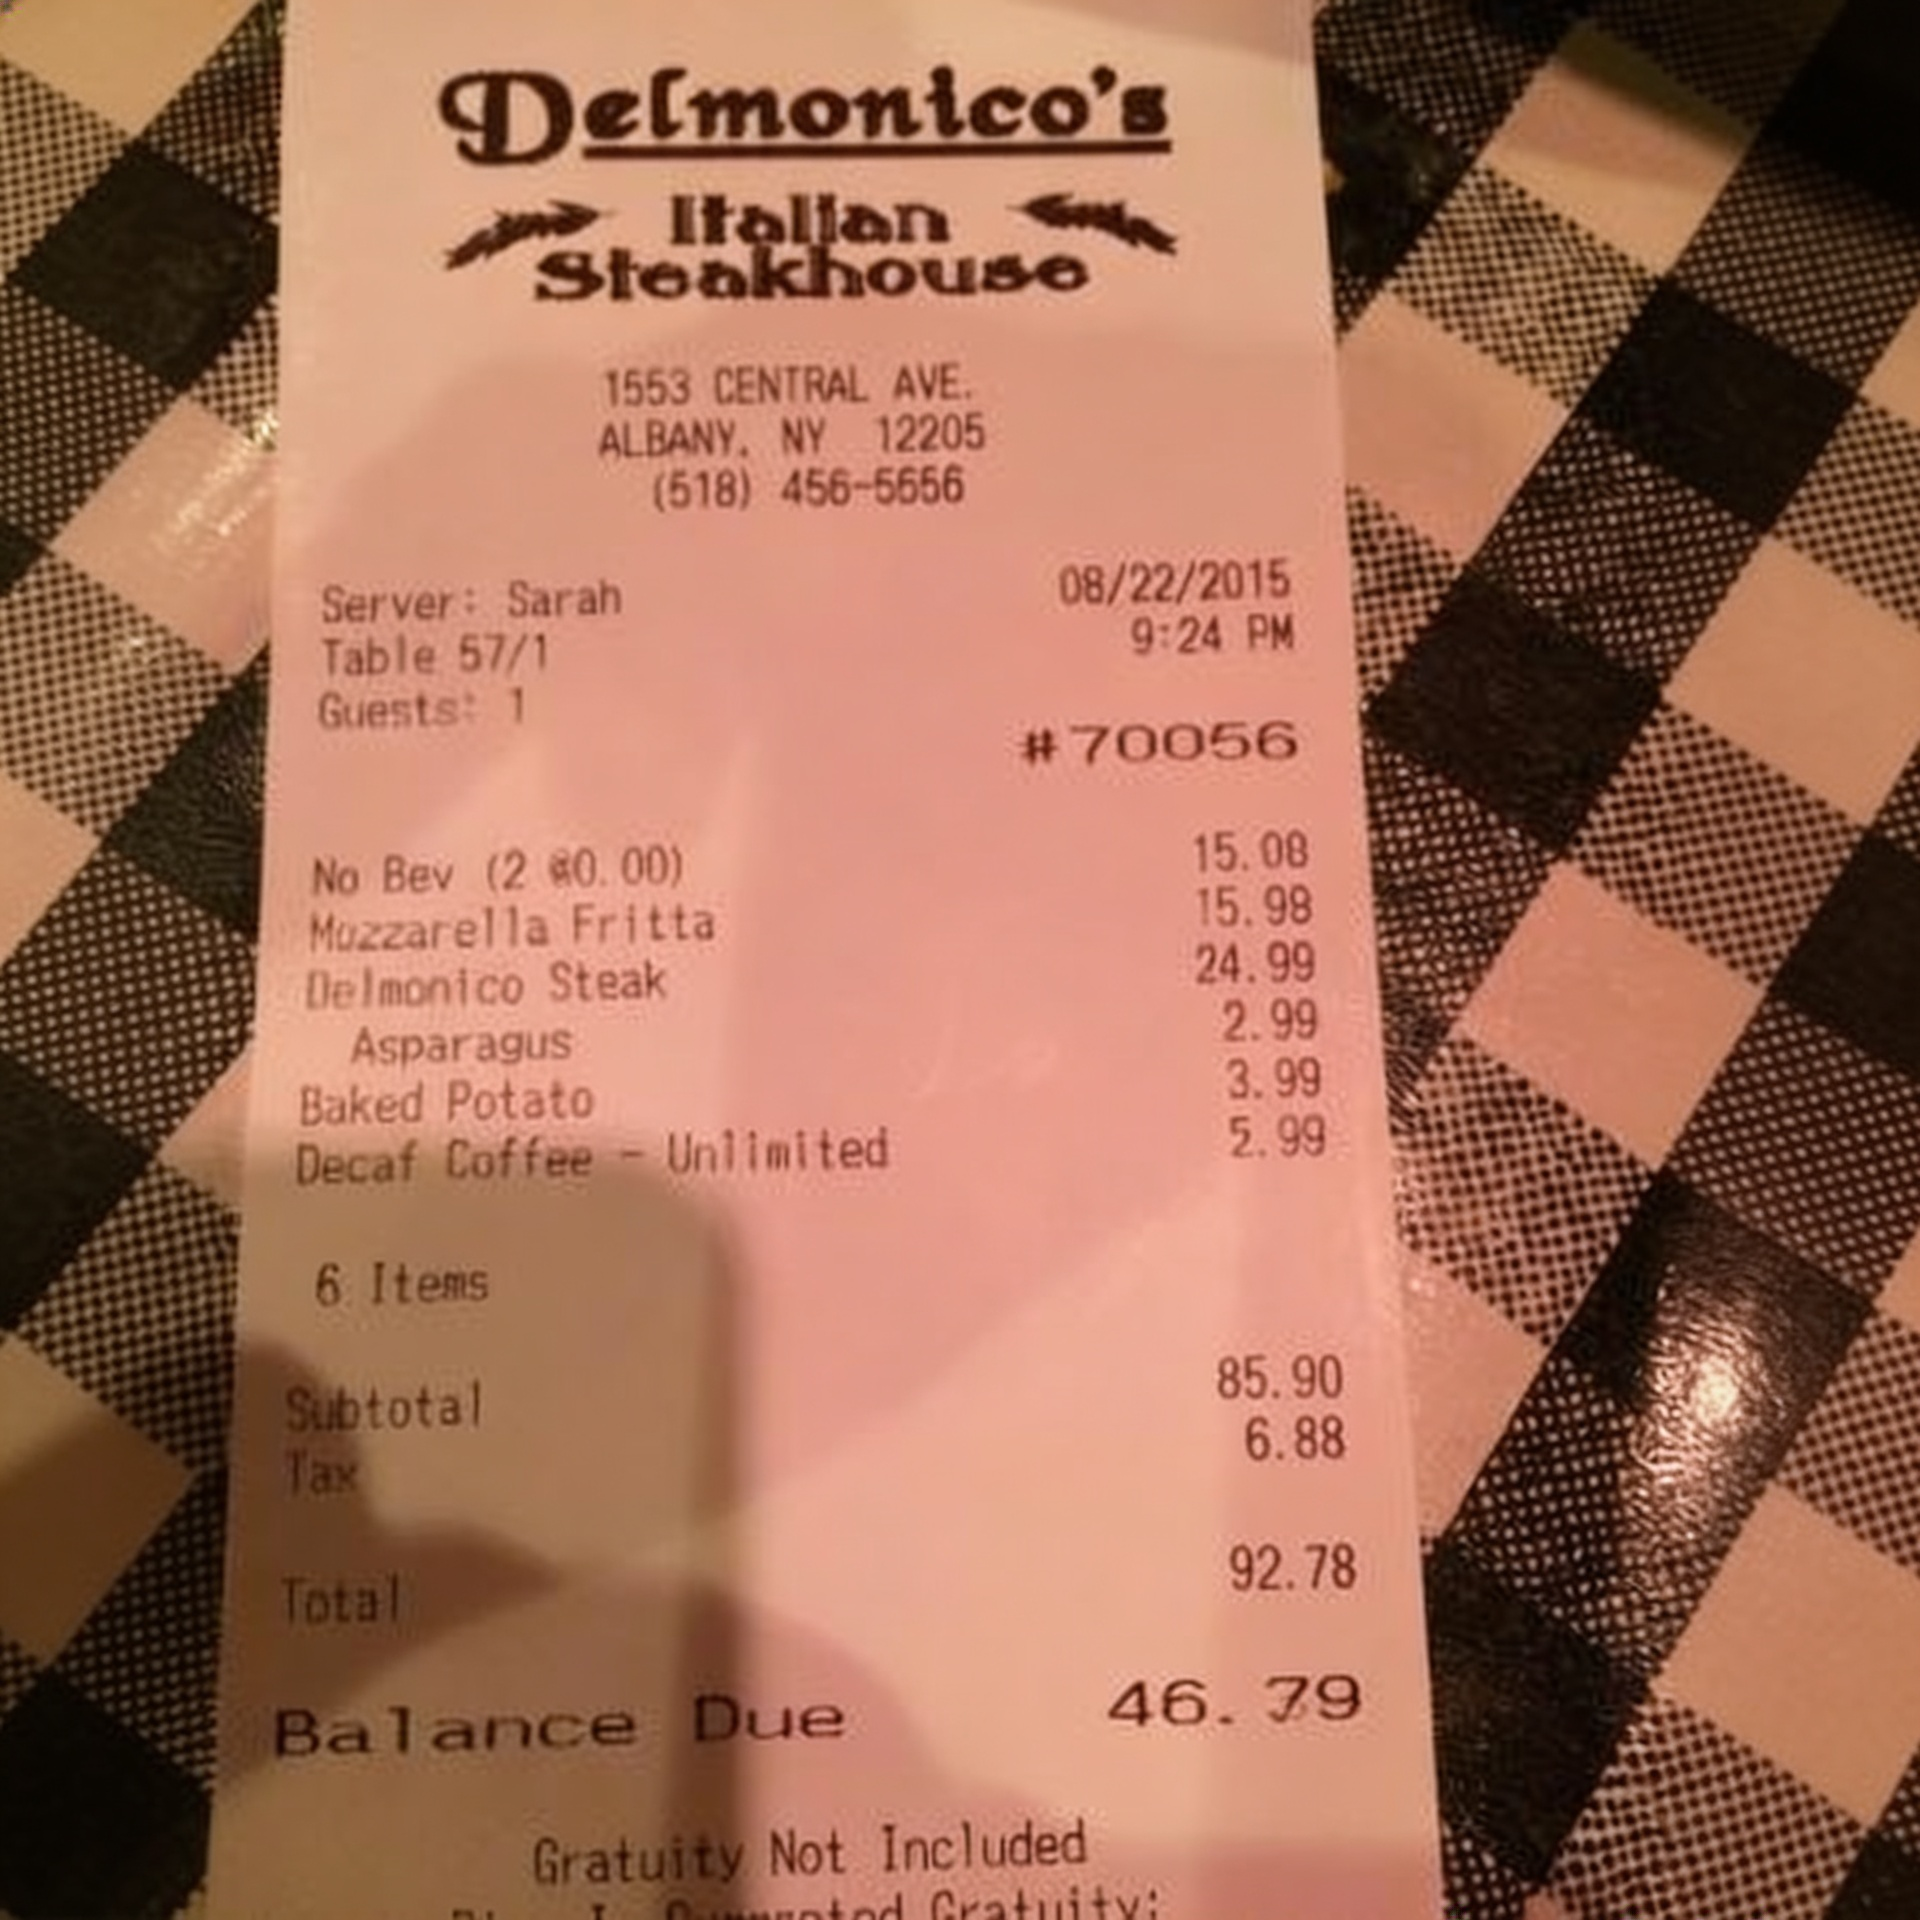 Delmonico's
Italian
Steakhouse
1553 CENTRAL AVE.
ALBANY, NY 12205
(518) 456-5656
Server: Sarah 08/22/2015
Table 57/1 9:24 PM
Guests: 1
#70056
No Bev (2 @0.00) 15.08
Mozzarella Fritta 15.98
Delmonico Steak 24.99
Asparagus 2.99
Baked Potato 3.99
Decaf Coffee - Unlimited 2.99
6 Items
Subtotal 85.90
Tax 6.88
Total 92.78
Balance Due 46.79
Gratuity Not Included
Gratuity: